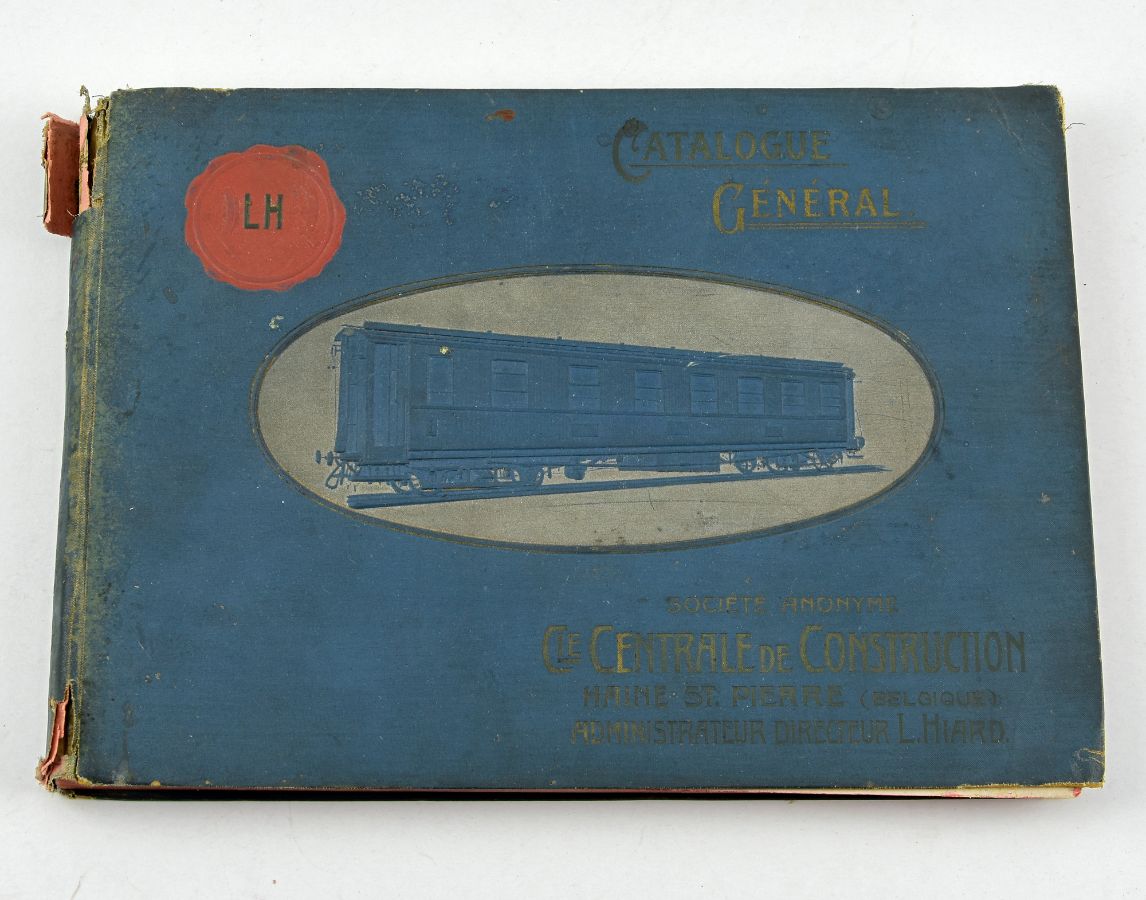 LH
CATALOGUE
GÉNÉRAL.
SOCIÉTÉ ANONYME
CIE CENTRALE DE CONSTRUCTION
HAINE ST. PIERRE (BELGIQUE)
ADMINISTRATEUR DIRECTEUR L. HIARD.